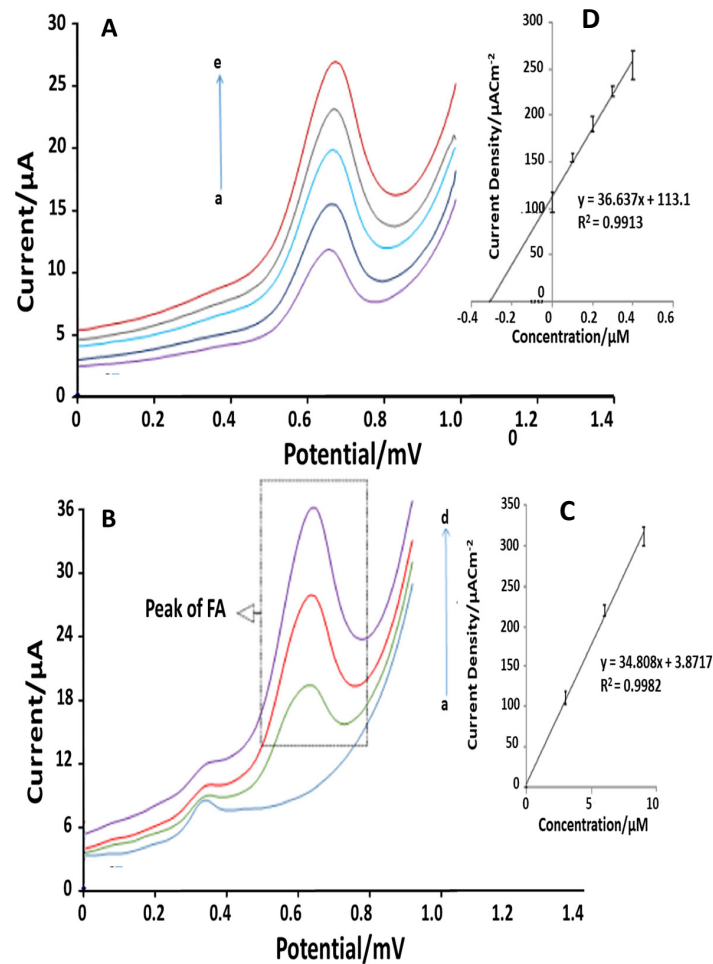 A
30
25
20
15
10
5
0
Current/µA
e
a
0 0.2 0.4 0.6 0.8 1.0 1.2 1.4
0
Potential/mV
D
300
250
200
150
100
50
0
Current Density/µACm⁻²
y = 36.637x + 113.1
R² = 0.9913
-0.4 -0.2 0 0.2 0.4 0.6
Concentration/µM
B
36
30
24
18
12
6
0
Current/µA
Peak of FA
d
a
0 0.2 0.4 0.6 0.8 1.0 1.2 1.4
Potential/mV
C
350
300
250
200
150
100
50
0
Current Density/µACm⁻²
y = 34.808x + 3.8717
R² = 0.9982
0 5 10
Concentration/µM